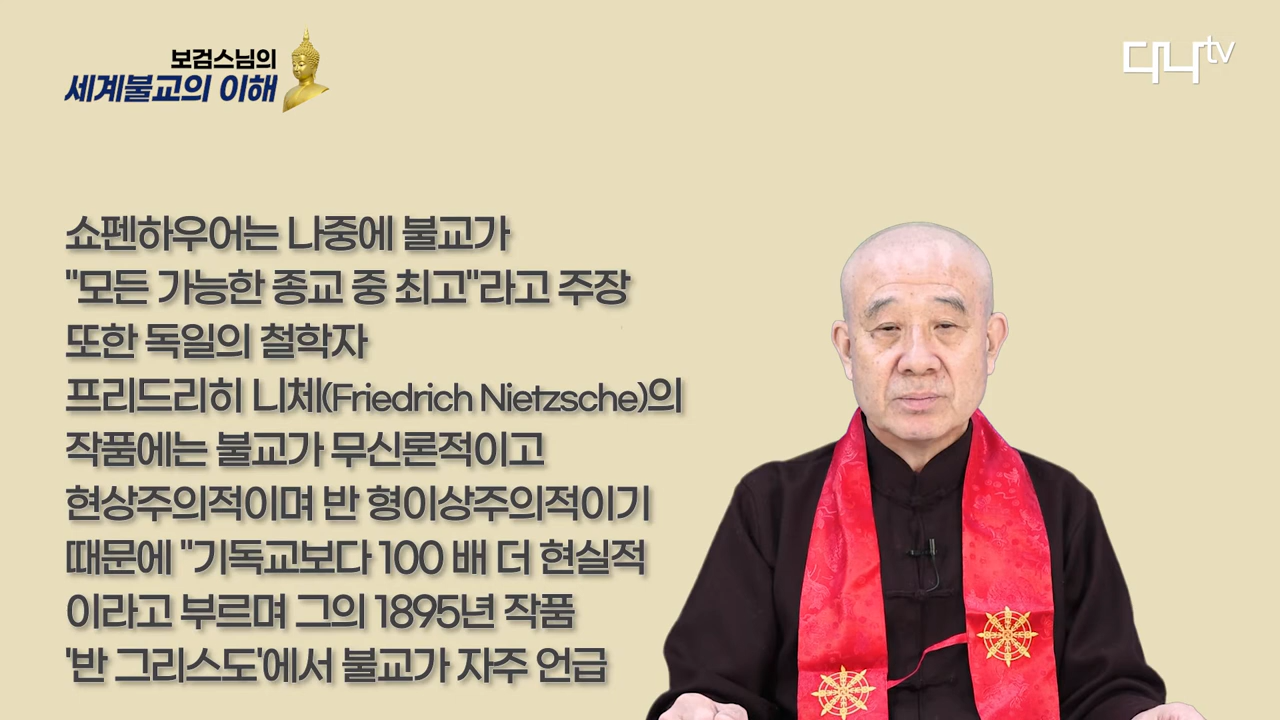 보검스님의
세계불교의 이해
다나tv
쇼펜하우어는 나중에 불교가
"모든 가능한 종교 중 최고"라고 주장
또한 독일의 철학자
프리드리히 니체(Friedrich Nietzsche)의
작품에는 불교가 무신론적이고
현상주의적이며 반 형이상주의적이기
때문에 "기독교보다 100 배 더 현실적
이라고 부르며 그의 1895년 작품
'반 그리스도'에서 불교가 자주 언급